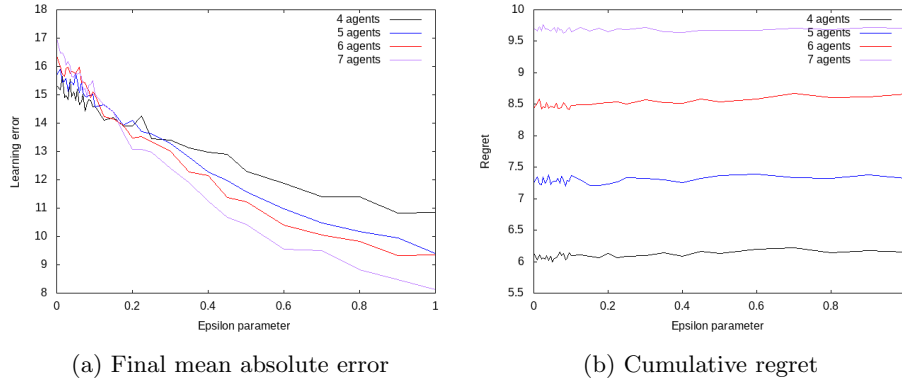 18
17
16
15
14
13
12
11
10
9
8
0
0.2
0.4
0.6
0.8
1
Learning error
Epsilon parameter
4 agents
5 agents
6 agents
7 agents
(a) Final mean absolute error
10
9.5
9
8.5
8
7.5
7
6.5
6
5.5
0
0.2
0.4
0.6
0.8
Regret
Epsilon parameter
4 agents
5 agents
6 agents
7 agents
(b) Cumulative regret